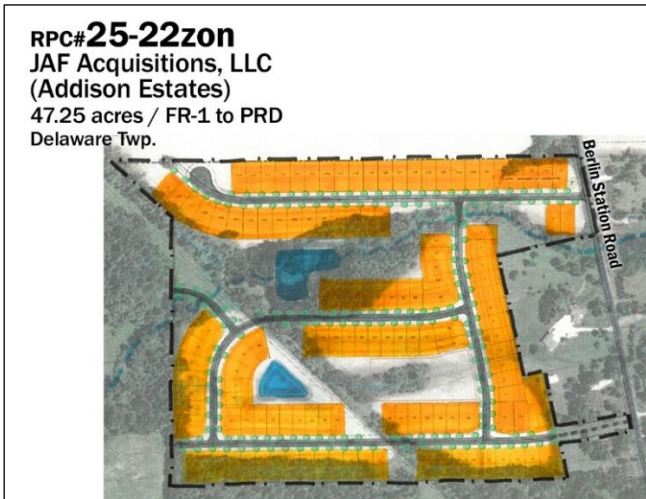 RPC#25-22zon
JAF Acquisitions, LLC
(Addison Estates)
47.25 acres / FR-1 to PRD
Delaware Twp.
Berlin Station Road